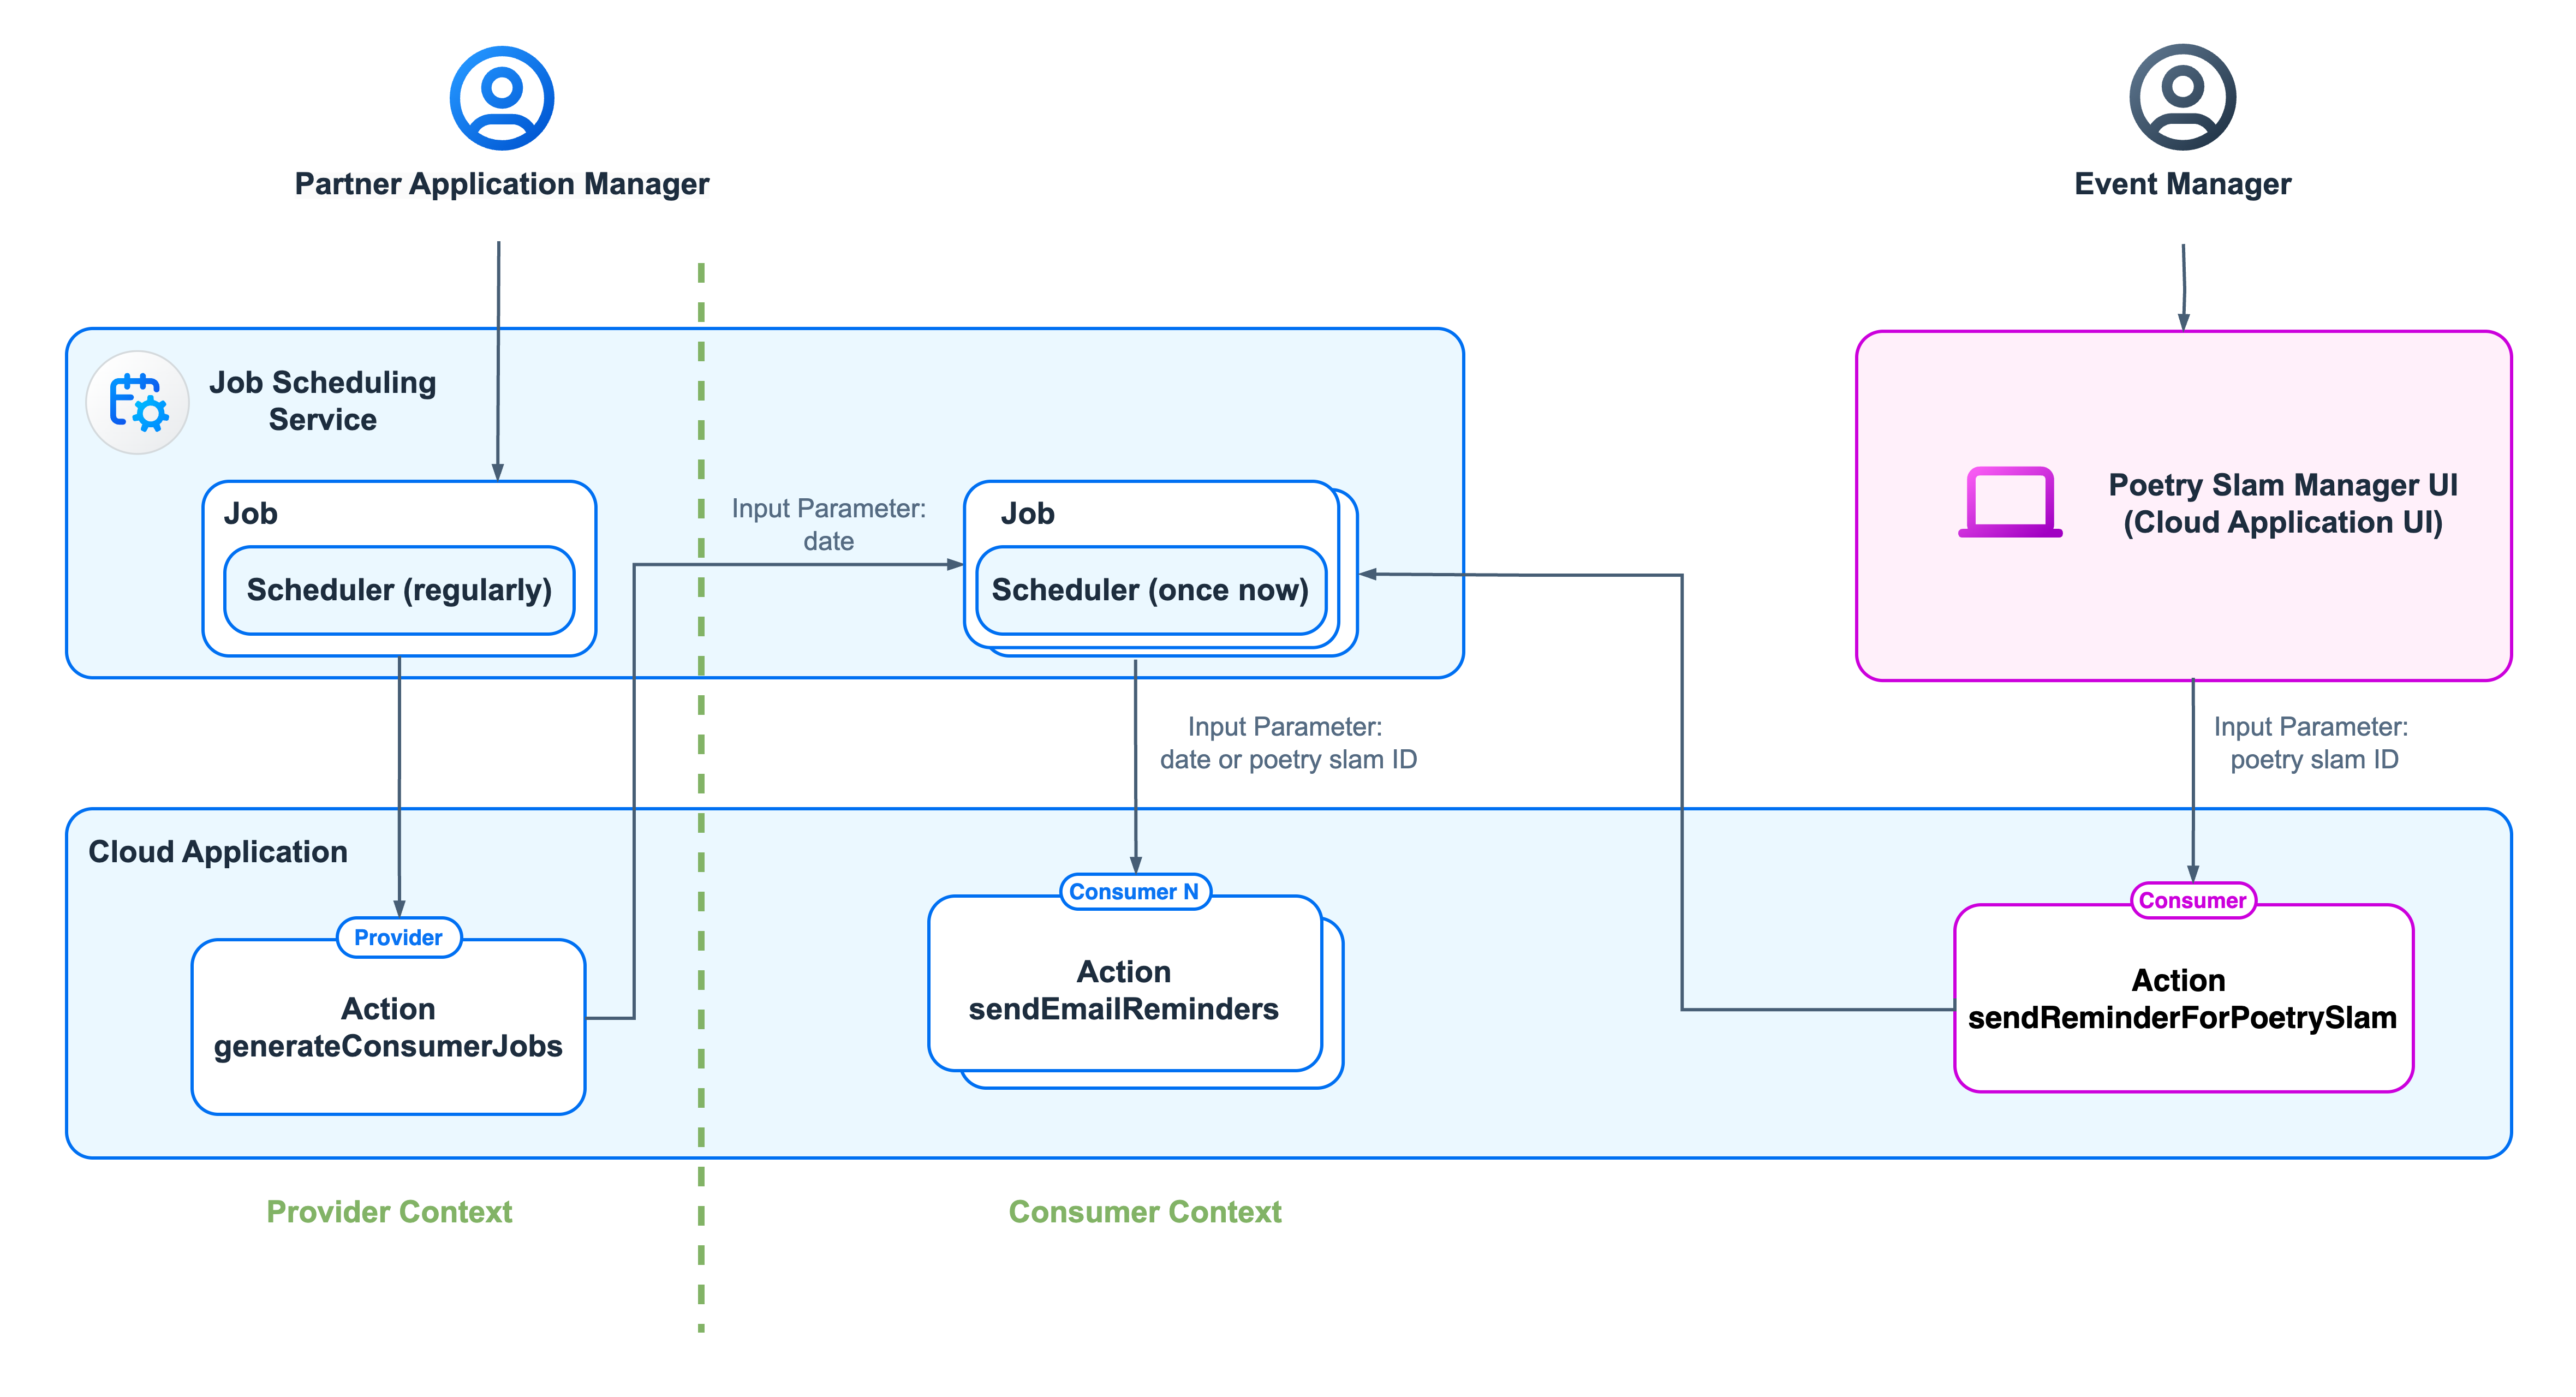 Partner Application Manager
Event Manager
Job Scheduling
Service
Job
Scheduler (regularly)
Input Parameter:
date
Job
Scheduler (once now)
Poetry Slam Manager UI
(Cloud Application UI)
Input Parameter:
date or poetry slam ID
Input Parameter:
poetry slam ID
Cloud Application
Provider
Action
generateConsumerJobs
Consumer N
Action
sendEmailReminders
Consumer
Action
sendReminderForPoetrySlam
Provider Context
Consumer Context